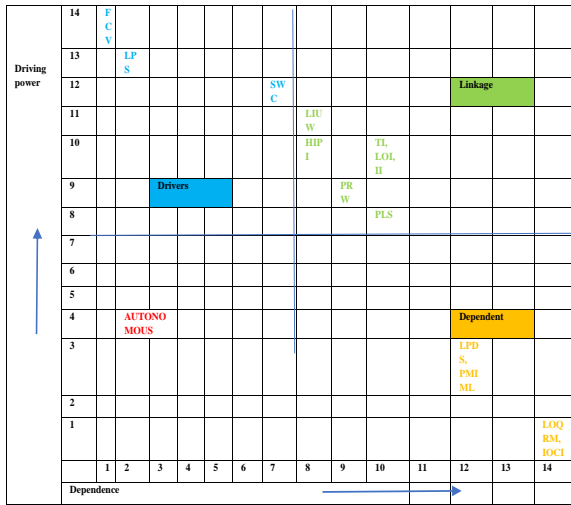 14 F
C
V
13 LP
S
Driving
power
12 SW
C
Linkage
11 LIU
W
10 HIP
I
TI,
LOI,
II
9 Drivers PR
W
8 PLS
7
6
5
4 AUTONO
MOUS
Dependent
3 LPD
S,
PMI
ML
2
1 LOQ
RM,
IOCI
1 2 3 4 5 6 7 8 9 10 11 12 13 14
Dependence